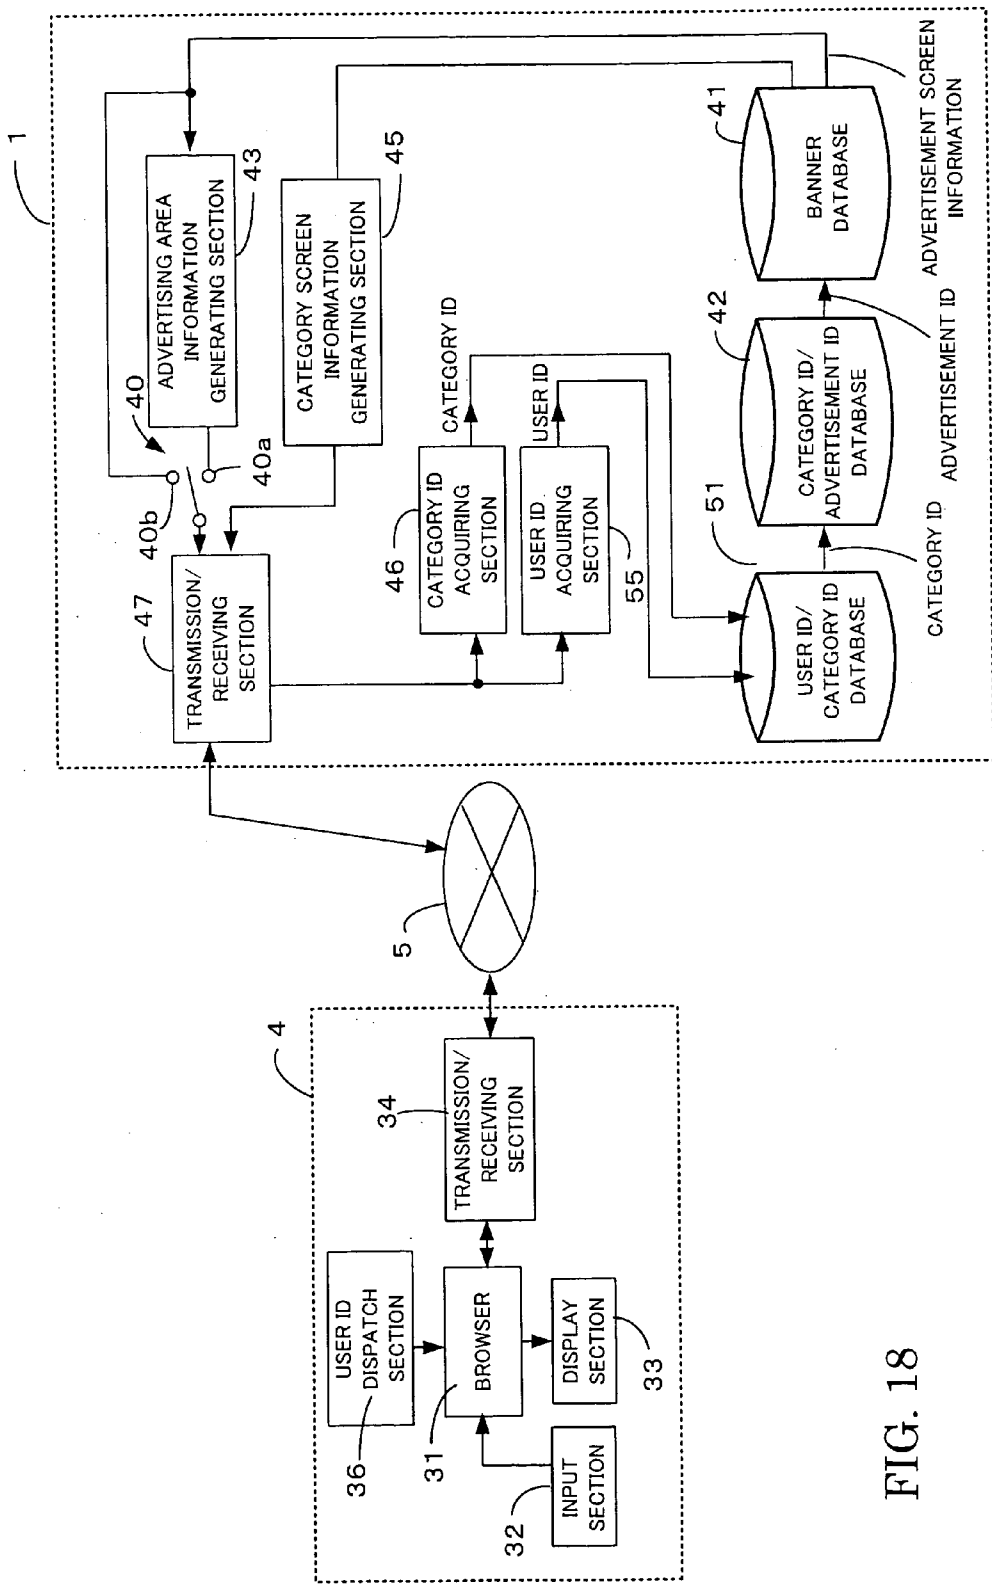 1
40
40b
40a
ADVERTISING AREA
INFORMATION
GENERATING SECTION
43
47
TRANSMISSION/
RECEIVING
SECTION
CATEGORY SCREEN
INFORMATION
GENERATING SECTION
45
46
CATEGORY ID
ACQUIRING
SECTION
CATEGORY ID
USER ID
ACQUIRING
SECTION
55
USER ID
51
USER ID/
CATEGORY ID
DATABASE
CATEGORY ID
42
CATEGORY ID/
ADVERTISEMENT ID
DATABASE
ADVERTISEMENT ID
41
BANNER
DATABASE
ADVERTISEMENT SCREEN
INFORMATION
5
4
USER ID
DISPATCH
SECTION
36
BROWSER
31
34
TRANSMISSION/
RECEIVING
SECTION
INPUT
SECTION
32
DISPLAY
SECTION
33
FIG. 18